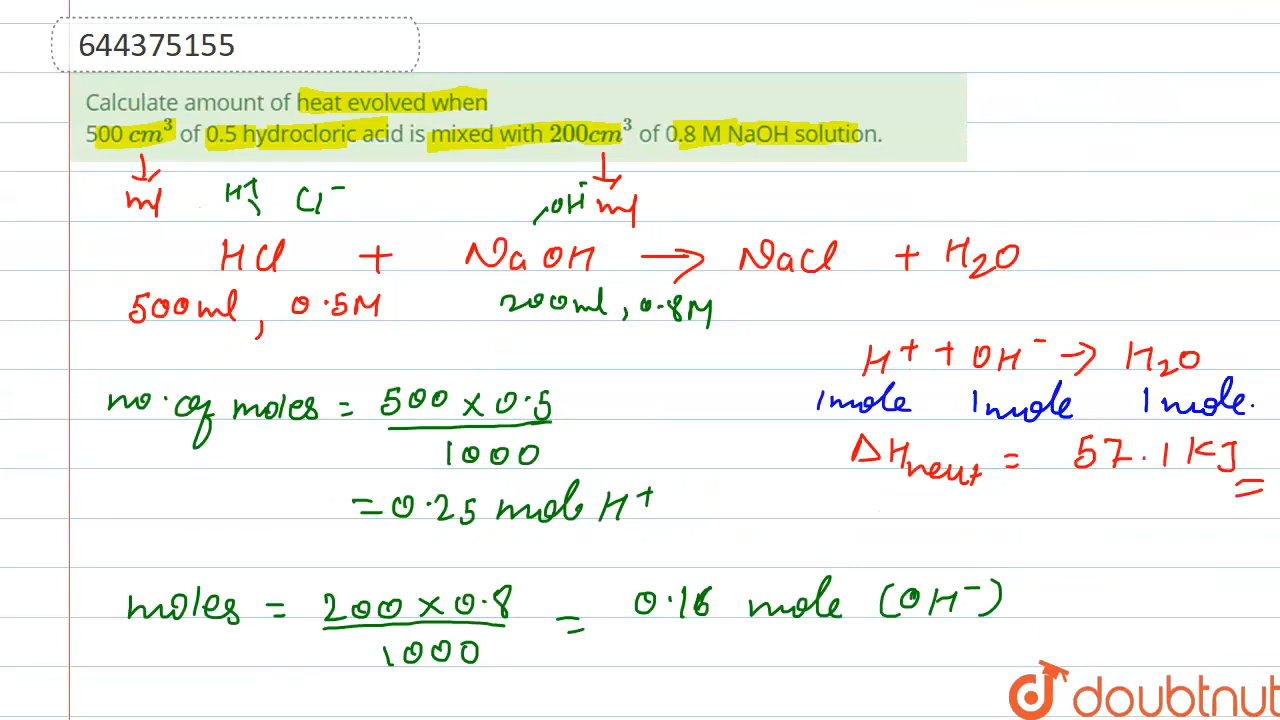 644375155
Calculate amount of heat evolved when
500 cm³ of 0.5 hydrocloric acid is mixed with 200cm³ of 0.8 M NaOH solution.
ml H⁺ Cl⁻ OH⁻ ml
HCl + NaOH → NaCl + H₂O
500ml, 0.5M 200ml, 0.8M
H⁺ + OH⁻ → H₂O
1mole 1mole 1mole.
no. of moles = 500 × 0.5 / 1000
ΔHneut = 57.1 KJ
= 0.25 mole H⁺
moles = 200 × 0.8 / 1000 = 0.16 mole (OH⁻)
doubtnut